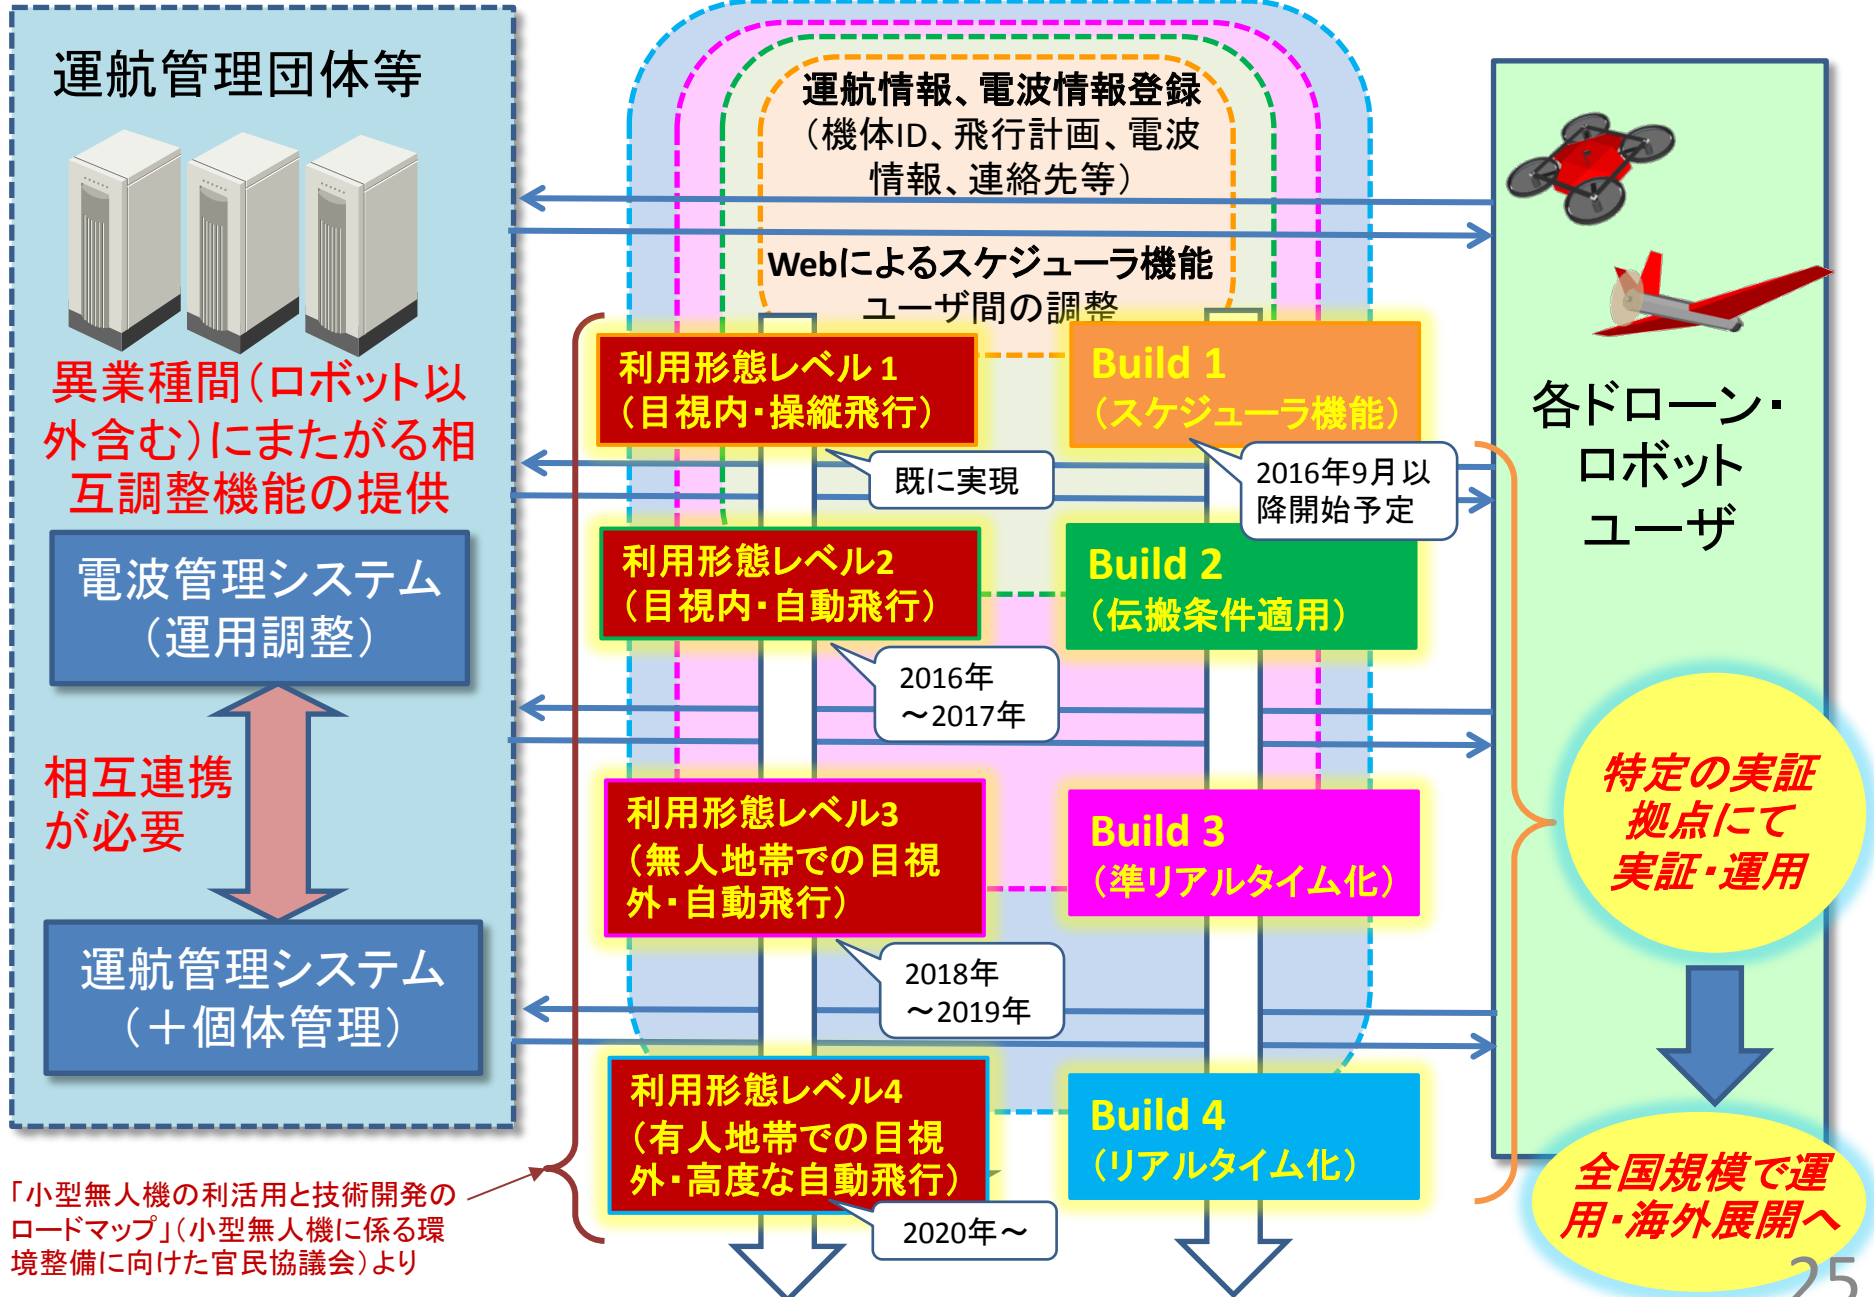 運航管理団体等
異業種間（ロボット以
外含む）にまたがる相
互調整機能の提供
電波管理システム
（運用調整）
相互連携
が必要
運航管理システム
（＋個体管理）
「小型無人機の利活用と技術開発の
ロードマップ」（小型無人機に係る環
境整備に向けた官民協議会）より
運航情報、電波情報登録
（機体ID、飛行計画、電波
情報、連絡先等）
Webによるスケジューラ機能
ユーザ間の調整
利用形態レベル1
（目視内・操縦飛行）
既に実現
利用形態レベル2
（目視内・自動飛行）
2016年
～2017年
利用形態レベル3
（無人地帯での目視
外・自動飛行）
2018年
～2019年
利用形態レベル4
（有人地帯での目視
外・高度な自動飛行）
2020年～
Build 1
（スケジューラ機能）
2016年9月以
降開始予定
Build 2
（伝搬条件適用）
Build 3
（準リアルタイム化）
Build 4
（リアルタイム化）
各ドローン・
ロボット
ユーザ
特定の実証
拠点にて
実証・運用
全国規模で運
用・海外展開へ
25